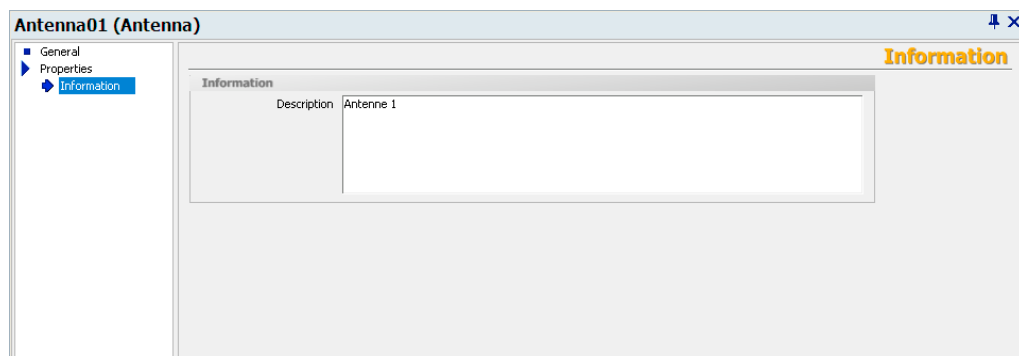 Antenna01 (Antenna)
General
Properties
Information
Information
Information
Description
Antenne 1